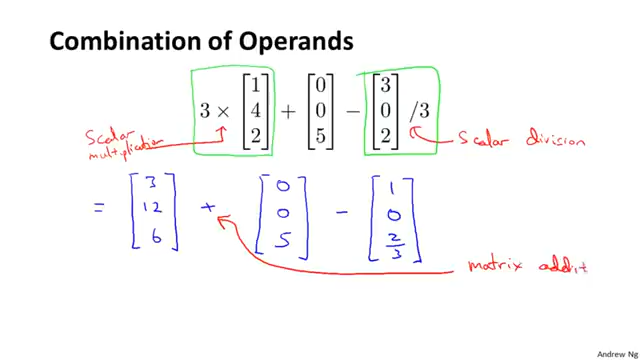 Combination of Operands
3 × [1 4 2] + [0 0 5] − [3 0 2] /3
scalar multiplication
scalar division
= [3 12 6] + [0 0 5] − [1 0 2/3]
matrix addit
Andrew Ng